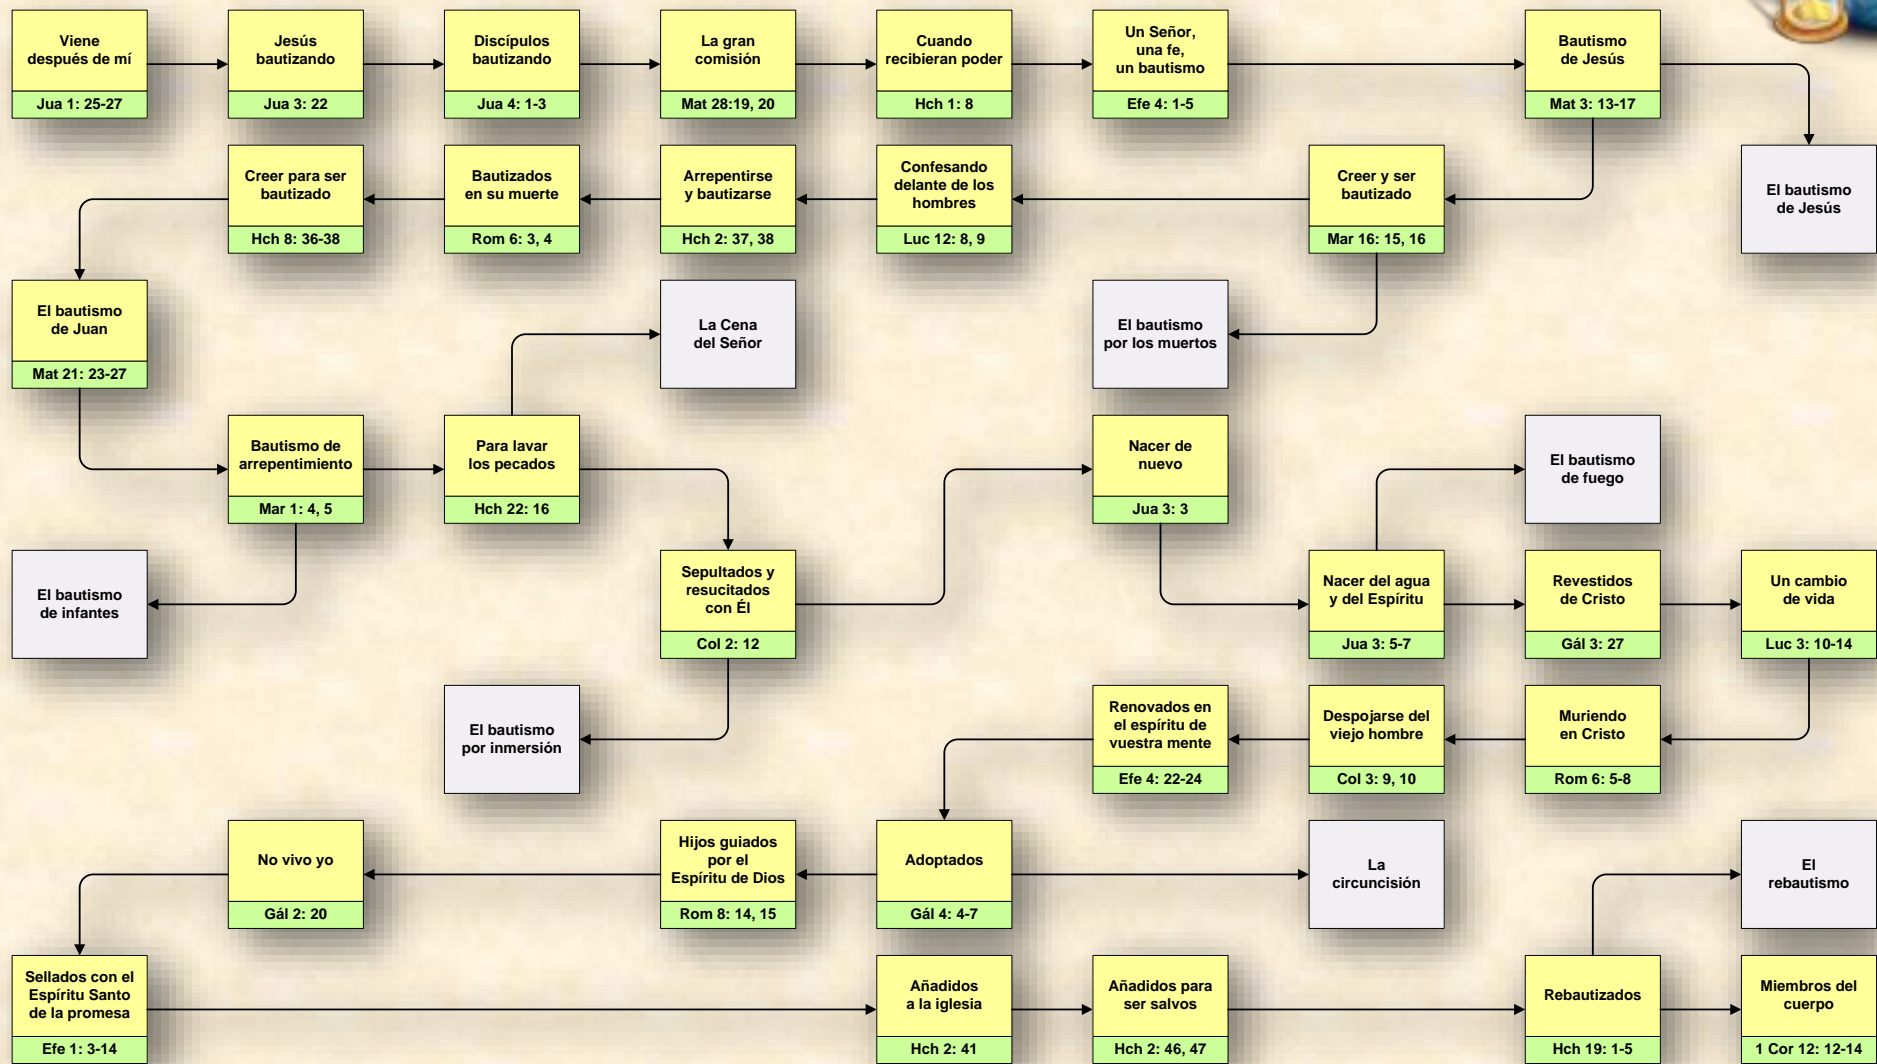 Viene
después de mí
Jua 1: 25-27
Jesús
bautizando
Jua 3: 22
Discípulos
bautizando
Jua 4: 1-3
La gran
comisión
Mat 28:19, 20
Cuando
recibieran poder
Hch 1: 8
Un Señor,
una fe,
un bautismo
Efe 4: 1-5
Bautismo
de Jesús
Mat 3: 13-17
Creer para ser
bautizado
Hch 8: 36-38
Bautizados
en su muerte
Rom 6: 3, 4
Arrepentirse
y bautizarse
Hch 2: 37, 38
Confesando
delante de los
hombres
Luc 12: 8, 9
Creer y ser
bautizado
Mar 16: 15, 16
El bautismo
de Jesús
El bautismo
de Juan
Mat 21: 23-27
La Cena
del Señor
El bautismo
por los muertos
Bautismo de
arrepentimiento
Mar 1: 4, 5
Para lavar
los pecados
Hch 22: 16
Nacer de
nuevo
Jua 3: 3
El bautismo
de fuego
El bautismo
de infantes
Sepultados y
resucitados
con Él
Col 2: 12
Nacer del agua
y del Espíritu
Jua 3: 5-7
Revestidos
de Cristo
Gál 3: 27
Un cambio
de vida
Luc 3: 10-14
El bautismo
por inmersión
Renovados en
el espíritu de
vuestra mente
Efe 4: 22-24
Despojarse del
viejo hombre
Col 3: 9, 10
Muriendo
en Cristo
Rom 6: 5-8
No vivo yo
Gál 2: 20
Hijos guiados
por el
Espíritu de Dios
Rom 8: 14, 15
Adoptados
Gál 4: 4-7
La
circuncisión
El
rebautismo
Sellados con el
Espíritu Santo
de la promesa
Efe 1: 3-14
Añadidos
a la iglesia
Hch 2: 41
Añadidos para
ser salvos
Hch 2: 46, 47
Rebautizados
Hch 19: 1-5
Miembros del
cuerpo
1 Cor 12: 12-14